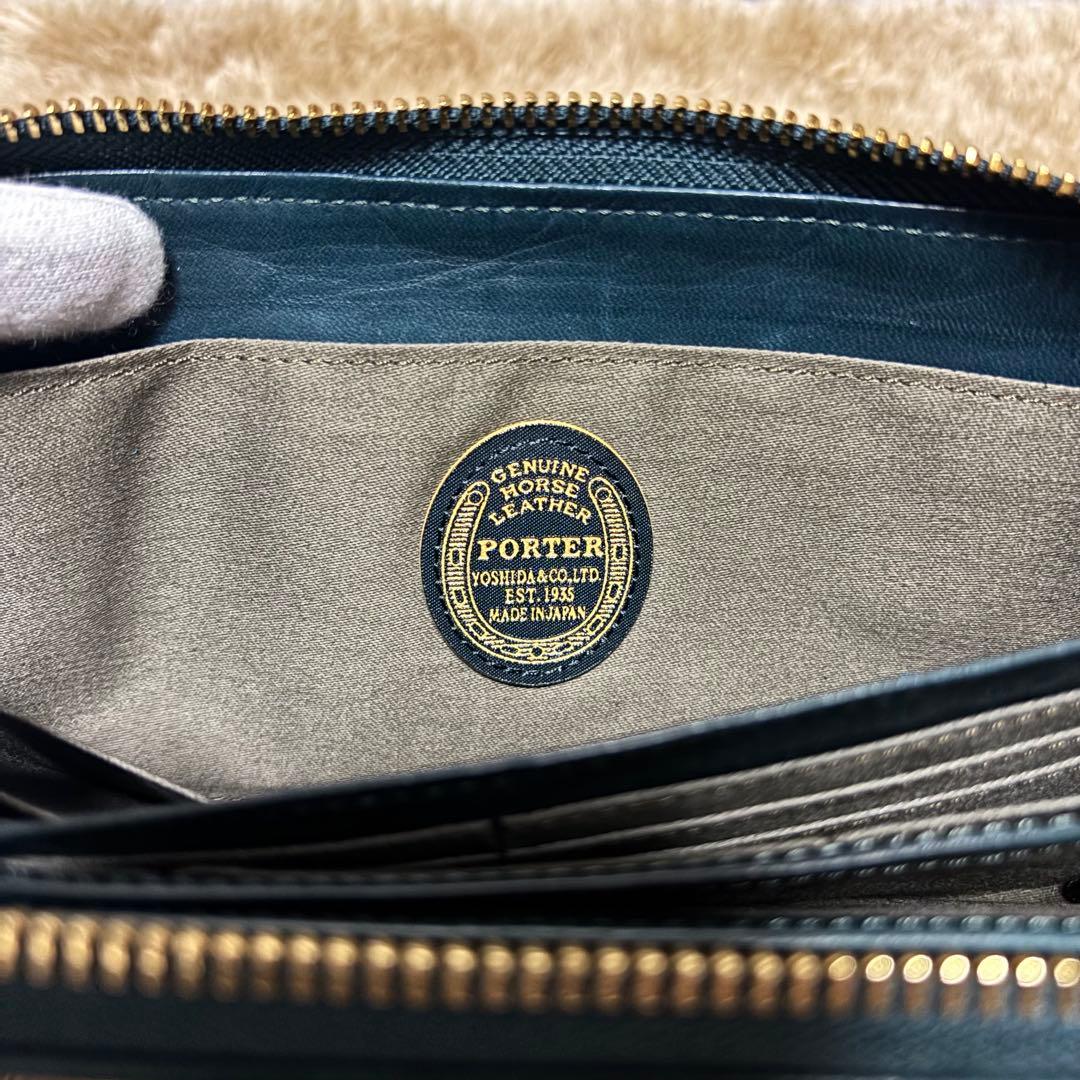 GENUINE
HORSE
LEATHER
PORTER
YOSHIDA & CO., LTD.
EST. 1935
MADE IN JAPAN